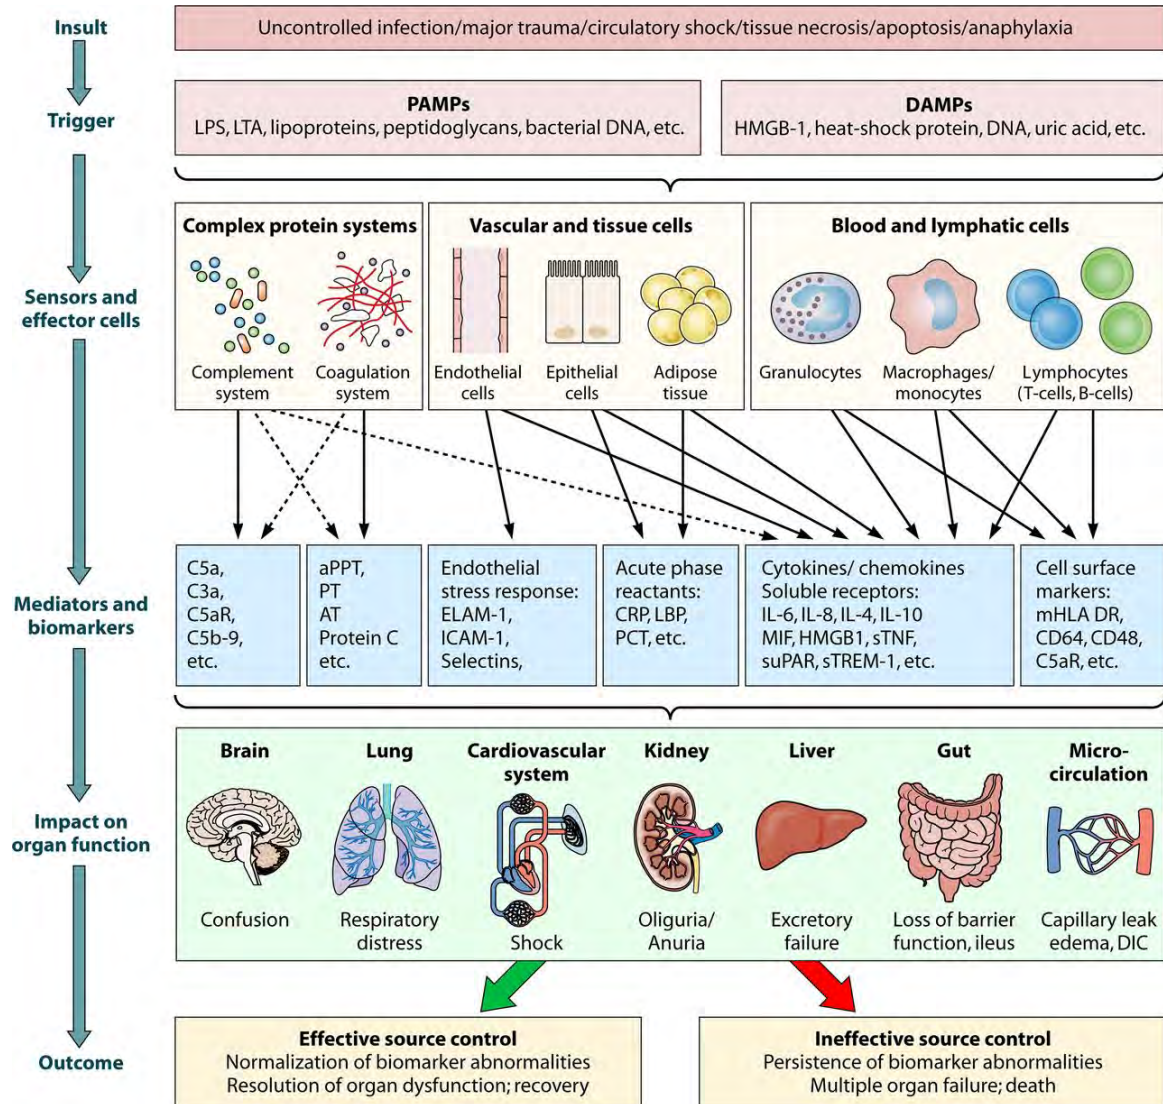 Insult
Uncontrolled infection/major trauma/circulatory shock/tissue necrosis/apoptosis/anaphylaxia
Trigger
PAMPs
LPS, LTA, lipoproteins, peptidoglycans, bacterial DNA, etc.
DAMPs
HMGB-1, heat-shock protein, DNA, uric acid, etc.
Sensors and
effector cells
Complex protein systems
Complement
system
Coagulation
system
Vascular and tissue cells
Endothelial
cells
Epithelial
cells
Adipose
tissue
Blood and lymphatic cells
Granulocytes
Macrophages/
monocytes
Lymphocytes
(T-cells, B-cells)
Mediators and
biomarkers
C5a,
C3a,
C5aR,
C5b-9,
etc.
aPPT,
PT
AT
Protein C
etc.
Endothelial
stress response:
ELAM-1,
ICAM-1,
Selectins,
Acute phase
reactants:
CRP, LBP,
PCT, etc.
Cytokines/ chemokines
Soluble receptors:
IL-6, IL-8, IL-4, IL-10
MIF, HMGB1, sTNF,
suPAR, sTREM-1, etc.
Cell surface
markers:
mHLA DR,
CD64, CD48,
C5aR, etc.
Impact on
organ function
Brain
Confusion
Lung
Respiratory
distress
Cardiovascular
system
Shock
Kidney
Oliguria/
Anuria
Liver
Excretory
failure
Gut
Loss of barrier
function, ileus
Micro-
circulation
Capillary leak
edema, DIC
Outcome
Effective source control
Normalization of biomarker abnormalities
Resolution of organ dysfunction; recovery
Ineffective source control
Persistence of biomarker abnormalities
Multiple organ failure; death